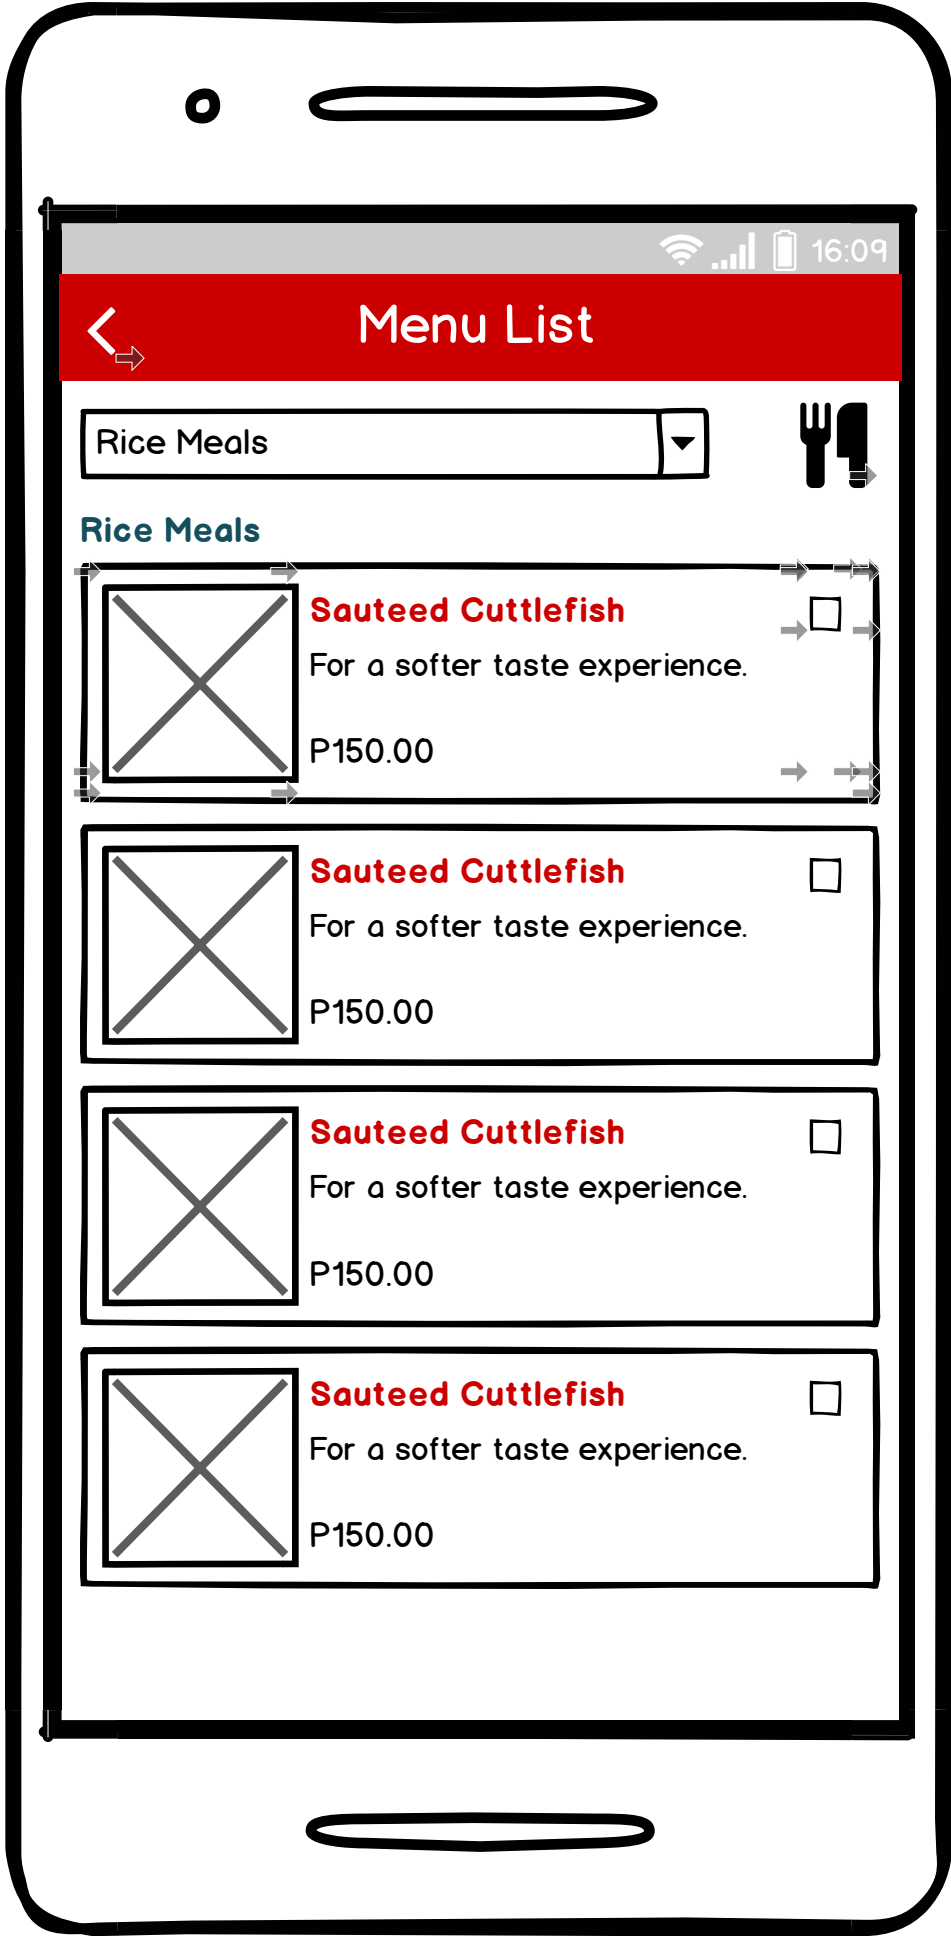 16:09
Menu List
Rice Meals
Rice Meals
Sauteed Cuttlefish
For a softer taste experience.
P150.00
Sauteed Cuttlefish
For a softer taste experience.
P150.00
Sauteed Cuttlefish
For a softer taste experience.
P150.00
Sauteed Cuttlefish
For a softer taste experience.
P150.00